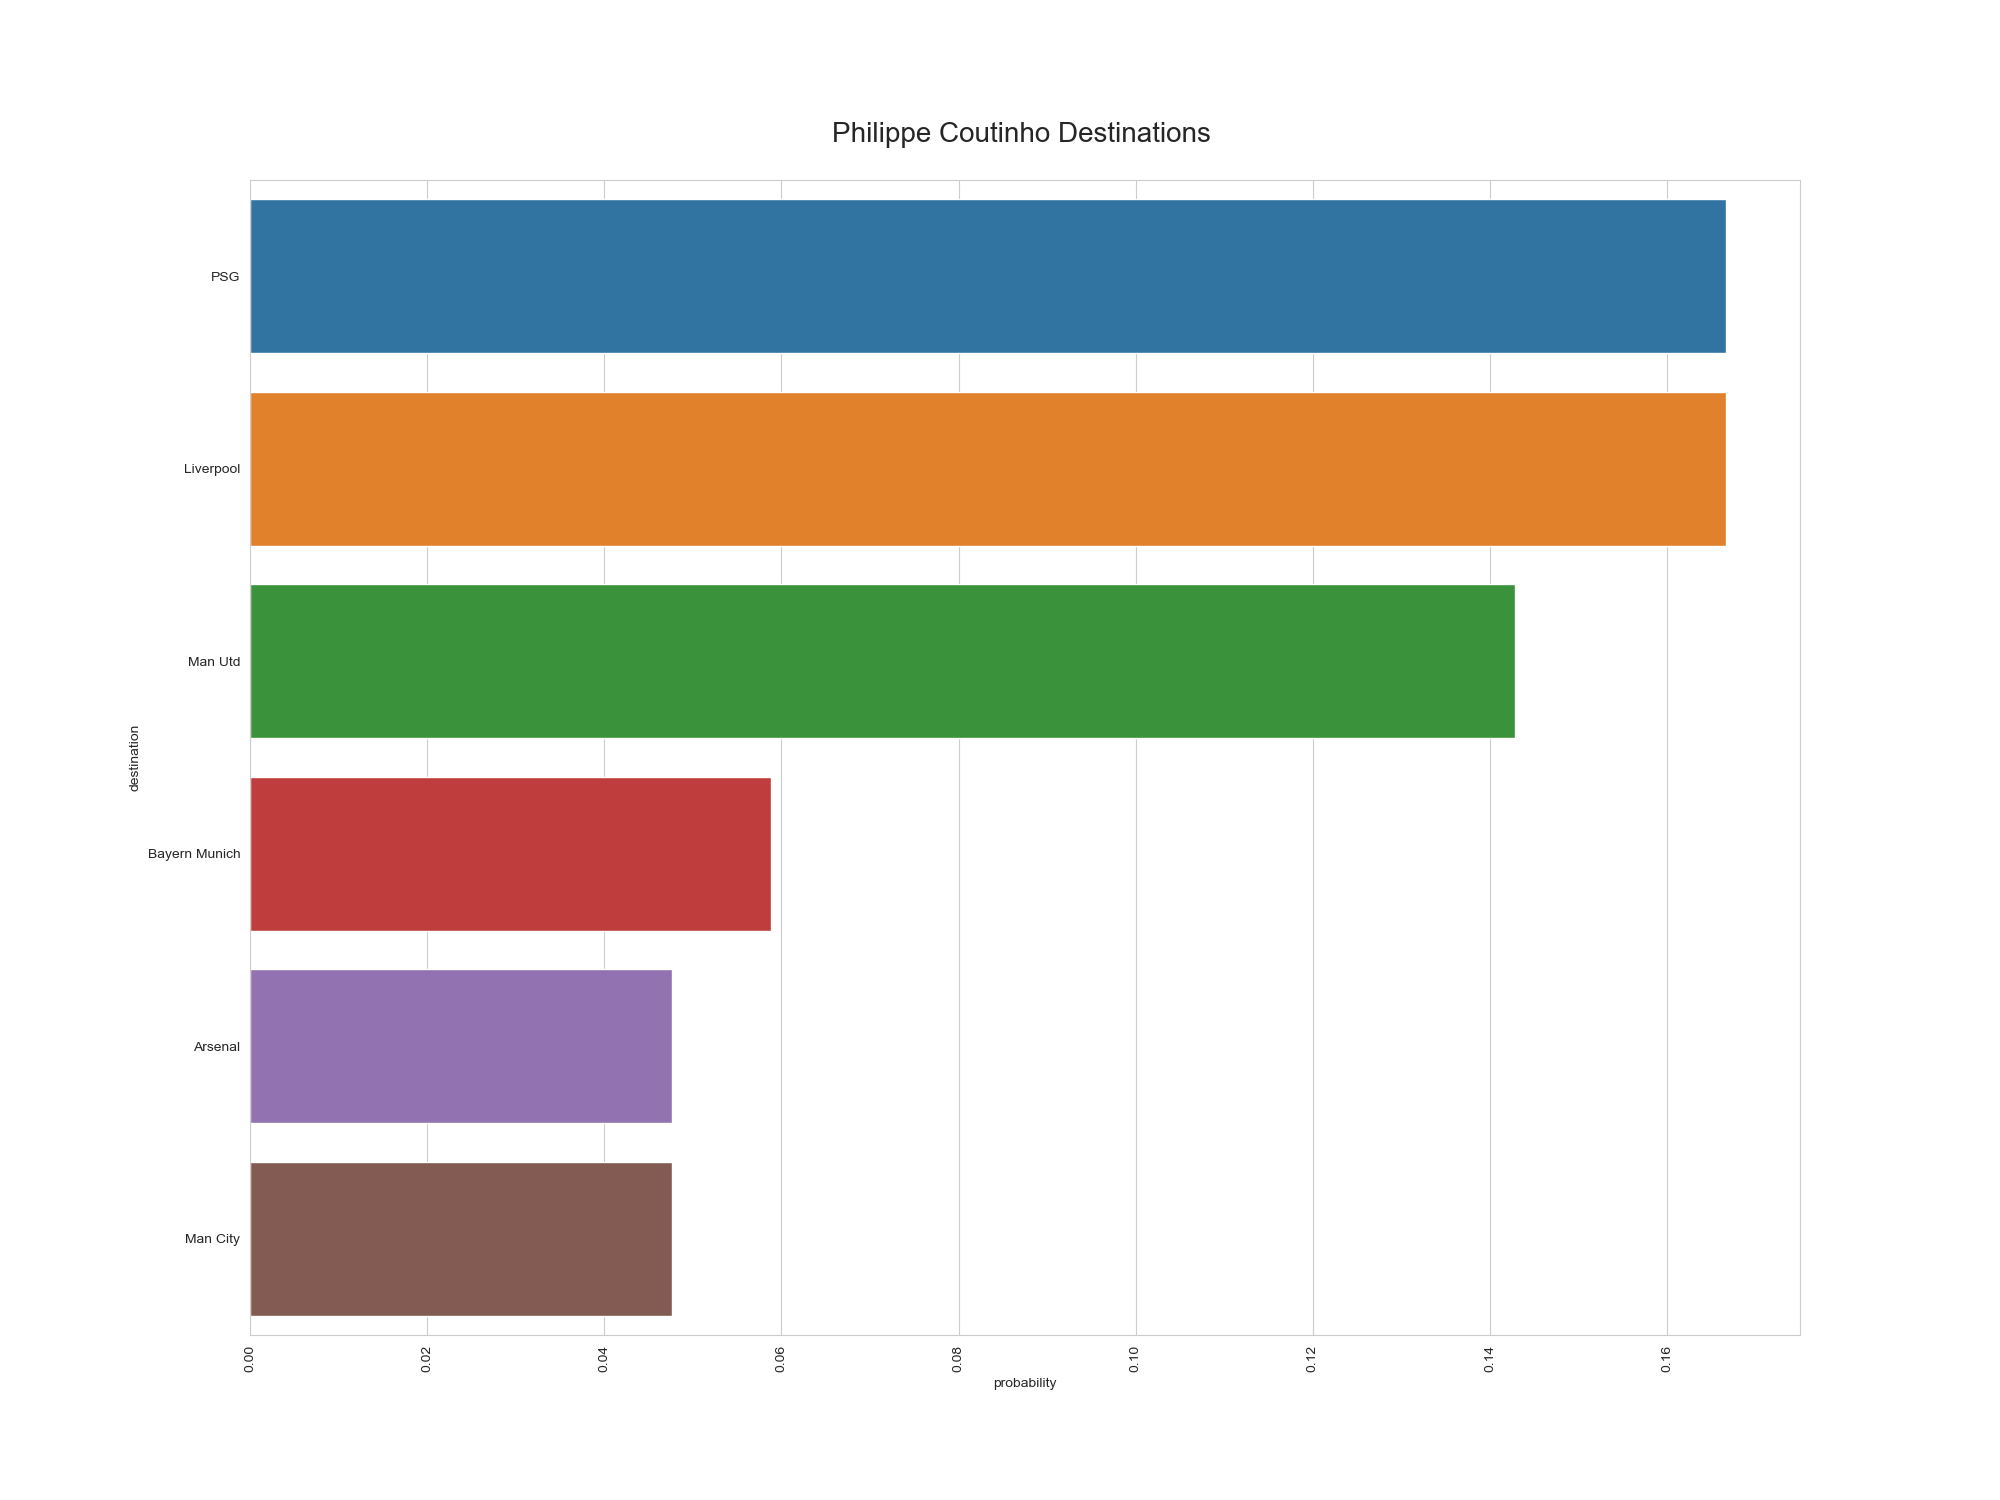 Philippe Coutinho Destinations
PSG
Liverpool
Man Utd
destination
Bayern Munich
Arsenal
Man City
0.00 0.02 0.04 0.06 0.08 0.10 0.12 0.14 0.16
probability